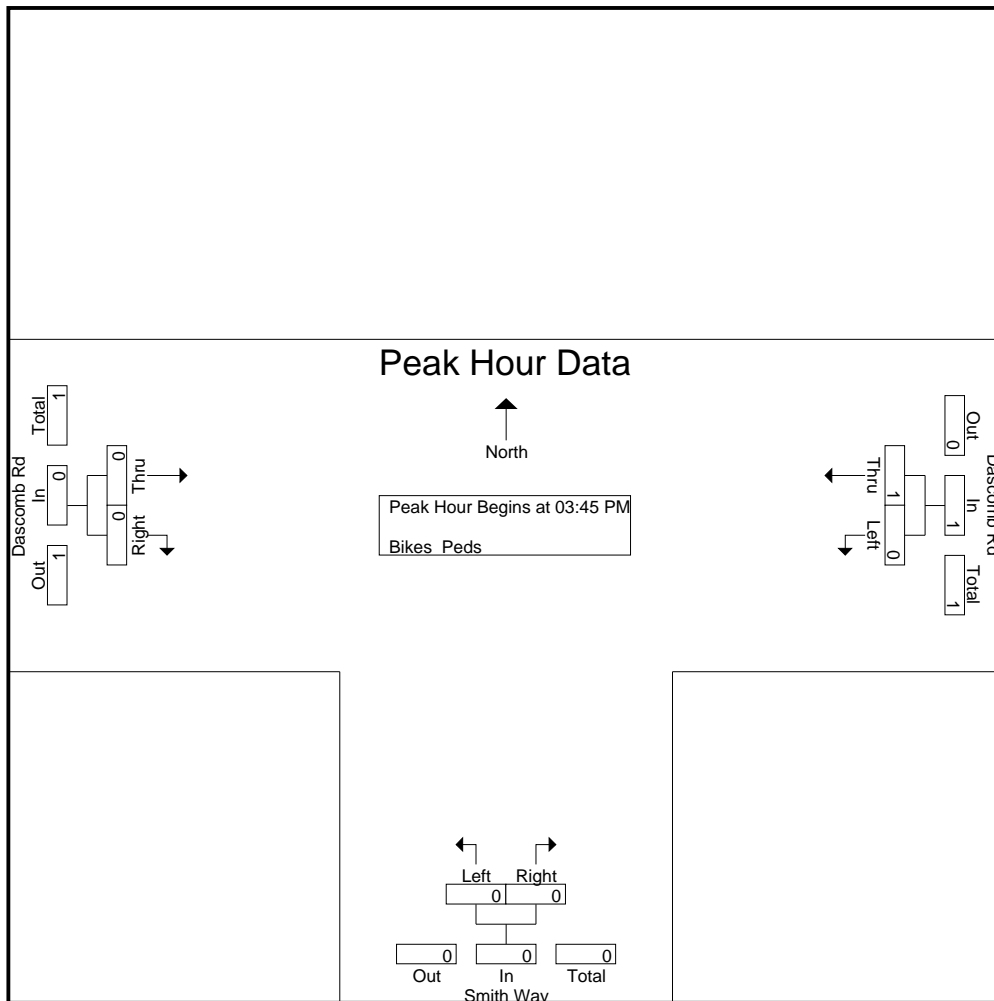 Peak Hour Data
North
Peak Hour Begins at 03:45 PM
Bikes Peds
Dascomb Rd
Total
1
In
0
Out
1
Thru
0
Right
0
Dascomb Rd
Out
0
In
1
Total
1
Thru
1
Left
0
Left Right
0 0
0 0 0
Out In Total
Smith Way